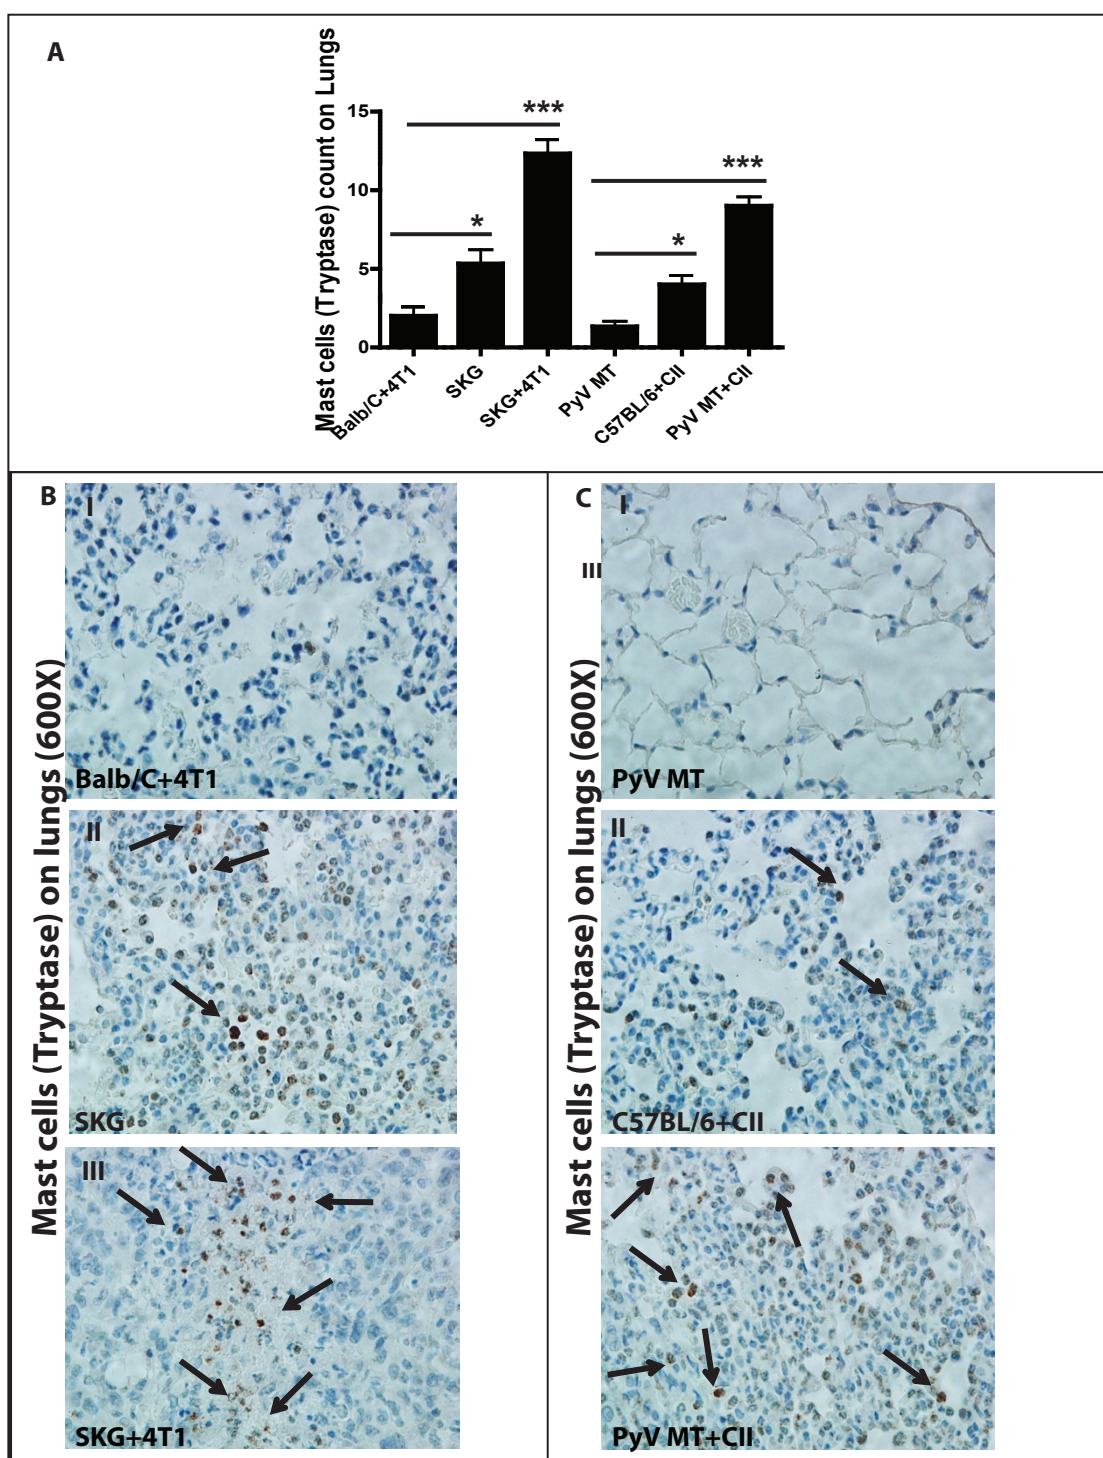 A
Mast cells (Tryptase) count on Lungs
15
10
5
0
***
*
***
*
Balb/C+4T1
SKG
SKG+4T1
PyV MT
C57BL/6+CII
PyV MT+CII
B
Mast cells (Tryptase) on lungs (600X)
I
Balb/C+4T1
II
SKG
III
SKG+4T1
C
Mast cells (Tryptase) on lungs (600X)
I
III
PyV MT
II
C57BL/6+CII
PyV MT+CII